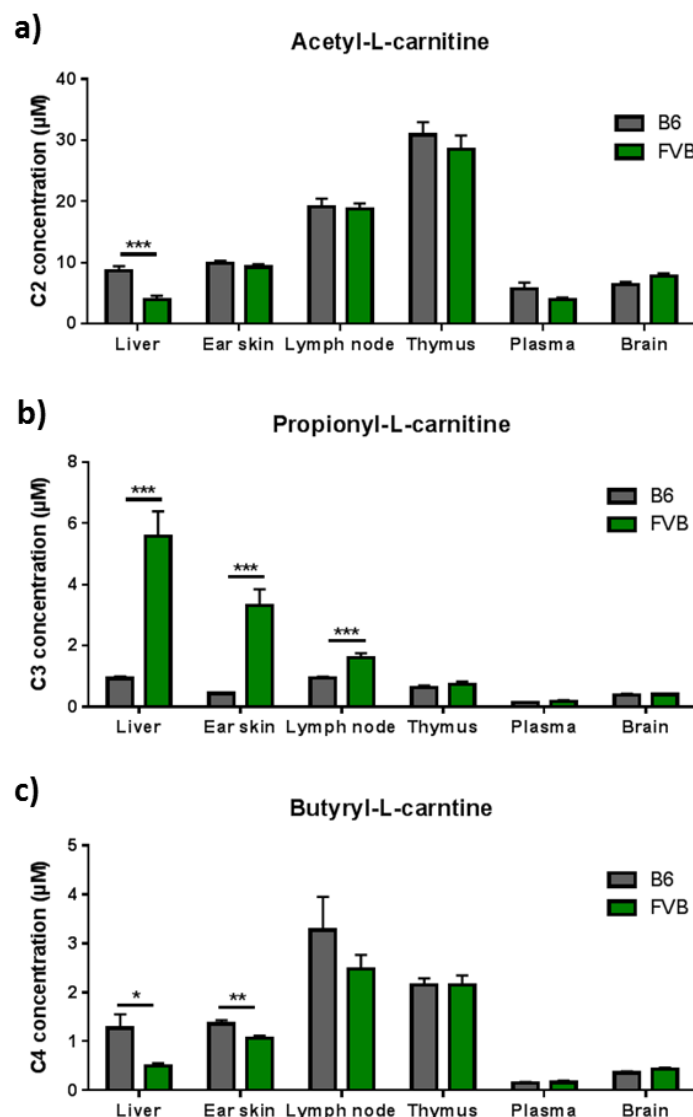 a)
Acetyl-L-carnitine
C2 concentration (µM)
40
30
20
10
0
B6
FVB
***
Liver Ear skin Lymph node Thymus Plasma Brain
b)
Propionyl-L-carnitine
C3 concentration (µM)
8
6
4
2
0
B6
FVB
***
***
***
Liver Ear skin Lymph node Thymus Plasma Brain
c)
Butyryl-L-carntine
C4 concentration (µM)
5
4
3
2
1
0
B6
FVB
*
**
Liver Ear skin Lymph node Thymus Plasma Brain